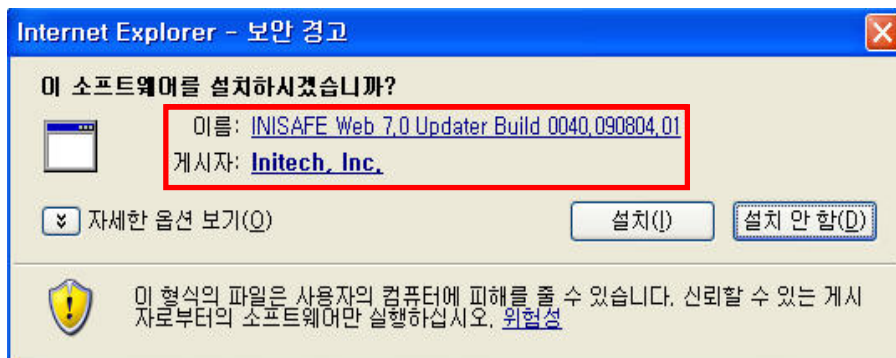 Internet Explorer - 보안 경고
이 소프트웨어를 설치하시겠습니까?
이름: INISAFE Web 7,0 Updater Build 0040,090804,01
게시자: Initech, Inc,
자세한 옵션 보기(O)
설치(I)
설치 안 함(D)
이 형식의 파일은 사용자의 컴퓨터에 피해를 줄 수 있습니다. 신뢰할 수 있는 게시
자로부터의 소프트웨어만 실행하십시오. 위험성